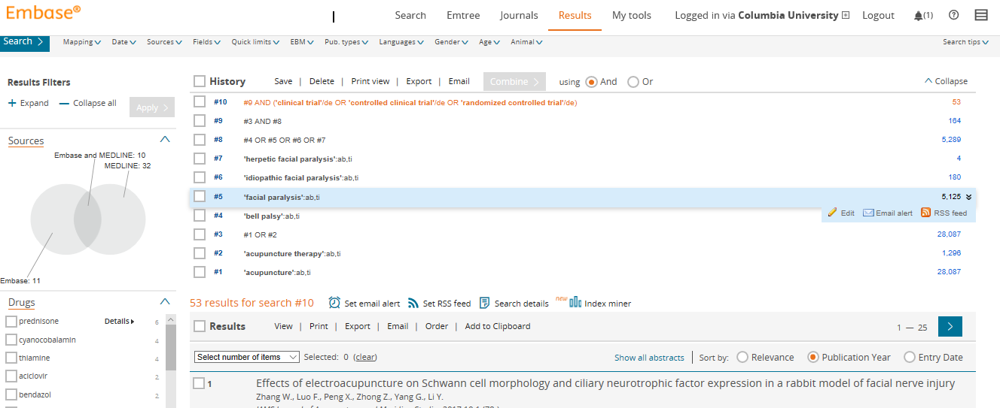 Embase®
Search Emtree Journals Results My tools Logged in via Columbia University Logout (1)
Search Mapping Date Sources Fields Quick limits EBM Pub. types Languages Gender Age Animal Search tips
Results Filters
Expand Collapse all Apply
Sources
Embase and MEDLINE: 10
MEDLINE: 32
Embase: 11
Drugs
prednisone Details 6
cyanocobalamin 4
thiamine 4
aciclovir 2
bendazol 2
History Save | Delete | Print view | Export | Email Combine using And Or Collapse
#10 #9 AND ('clinical trial'/de OR 'controlled clinical trial'/de OR 'randomized controlled trial'/de) 53
#9 #3 AND #8 164
#8 #4 OR #5 OR #6 OR #7 5,289
#7 'herpetic facial paralysis':ab,ti 4
#6 'idiopathic facial paralysis':ab,ti 180
#5 'facial paralysis':ab,ti 5,125
#4 'bell palsy':ab,ti Edit Email alert RSS feed
#3 #1 OR #2 28,087
#2 'acupuncture therapy':ab,ti 1,296
#1 'acupuncture':ab,ti 28,087
53 results for search #10 Set email alert Set RSS feed Search details new Index miner
Results View | Print | Export | Email | Order | Add to Clipboard 1 — 25
Select number of items Selected: 0 (clear) Show all abstracts | Sort by: Relevance Publication Year Entry Date
1 Effects of electroacupuncture on Schwann cell morphology and ciliary neurotrophic factor expression in a rabbit model of facial nerve injury
Zhang W., Luo F., Peng X., Zhong Z., Yang G., Li Y.